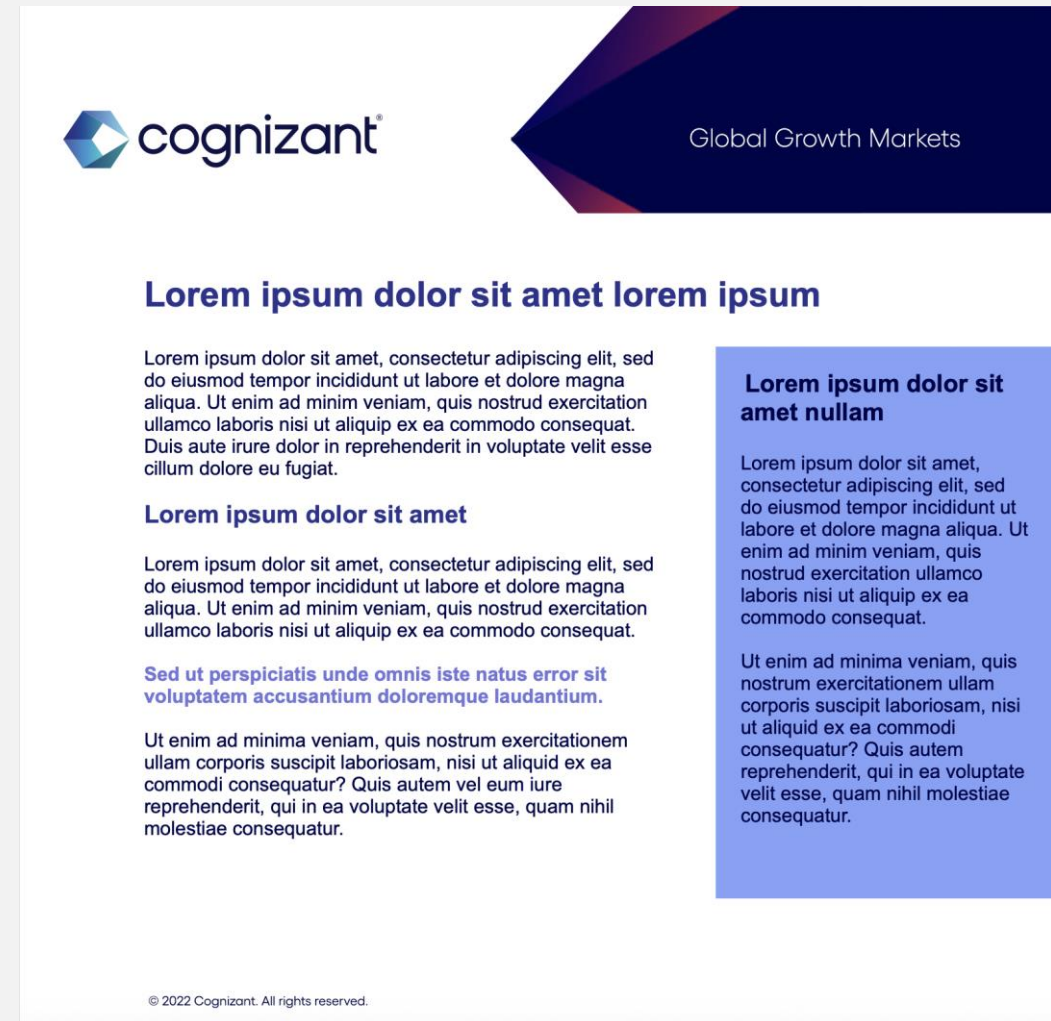 cognizant®
Global Growth Markets
Lorem ipsum dolor sit amet lorem ipsum
Lorem ipsum dolor sit amet, consectetur adipiscing elit, sed
do eiusmod tempor incididunt ut labore et dolore magna
aliqua. Ut enim ad minim veniam, quis nostrud exercitation
ullamco laboris nisi ut aliquip ex ea commodo consequat.
Duis aute irure dolor in reprehenderit in voluptate velit esse
cillum dolore eu fugiat.
Lorem ipsum dolor sit amet
Lorem ipsum dolor sit amet, consectetur adipiscing elit, sed
do eiusmod tempor incididunt ut labore et dolore magna
aliqua. Ut enim ad minim veniam, quis nostrud exercitation
ullamco laboris nisi ut aliquip ex ea commodo consequat.
Sed ut perspiciatis unde omnis iste natus error sit
voluptatem accusantium doloremque laudantium.
Ut enim ad minima veniam, quis nostrum exercitationem
ullam corporis suscipit laboriosam, nisi ut aliquid ex ea
commodi consequatur? Quis autem vel eum iure
reprehenderit, qui in ea voluptate velit esse, quam nihil
molestiae consequatur.
Lorem ipsum dolor sit
amet nullam
Lorem ipsum dolor sit amet,
consectetur adipiscing elit, sed
do eiusmod tempor incididunt ut
labore et dolore magna aliqua. Ut
enim ad minim veniam, quis
nostrud exercitation ullamco
laboris nisi ut aliquip ex ea
commodo consequat.
Ut enim ad minima veniam, quis
nostrum exercitationem ullam
corporis suscipit laboriosam, nisi
ut aliquid ex ea commodi
consequatur? Quis autem
reprehenderit, qui in ea voluptate
velit esse, quam nihil molestiae
consequatur.
© 2022 Cognizant. All rights reserved.